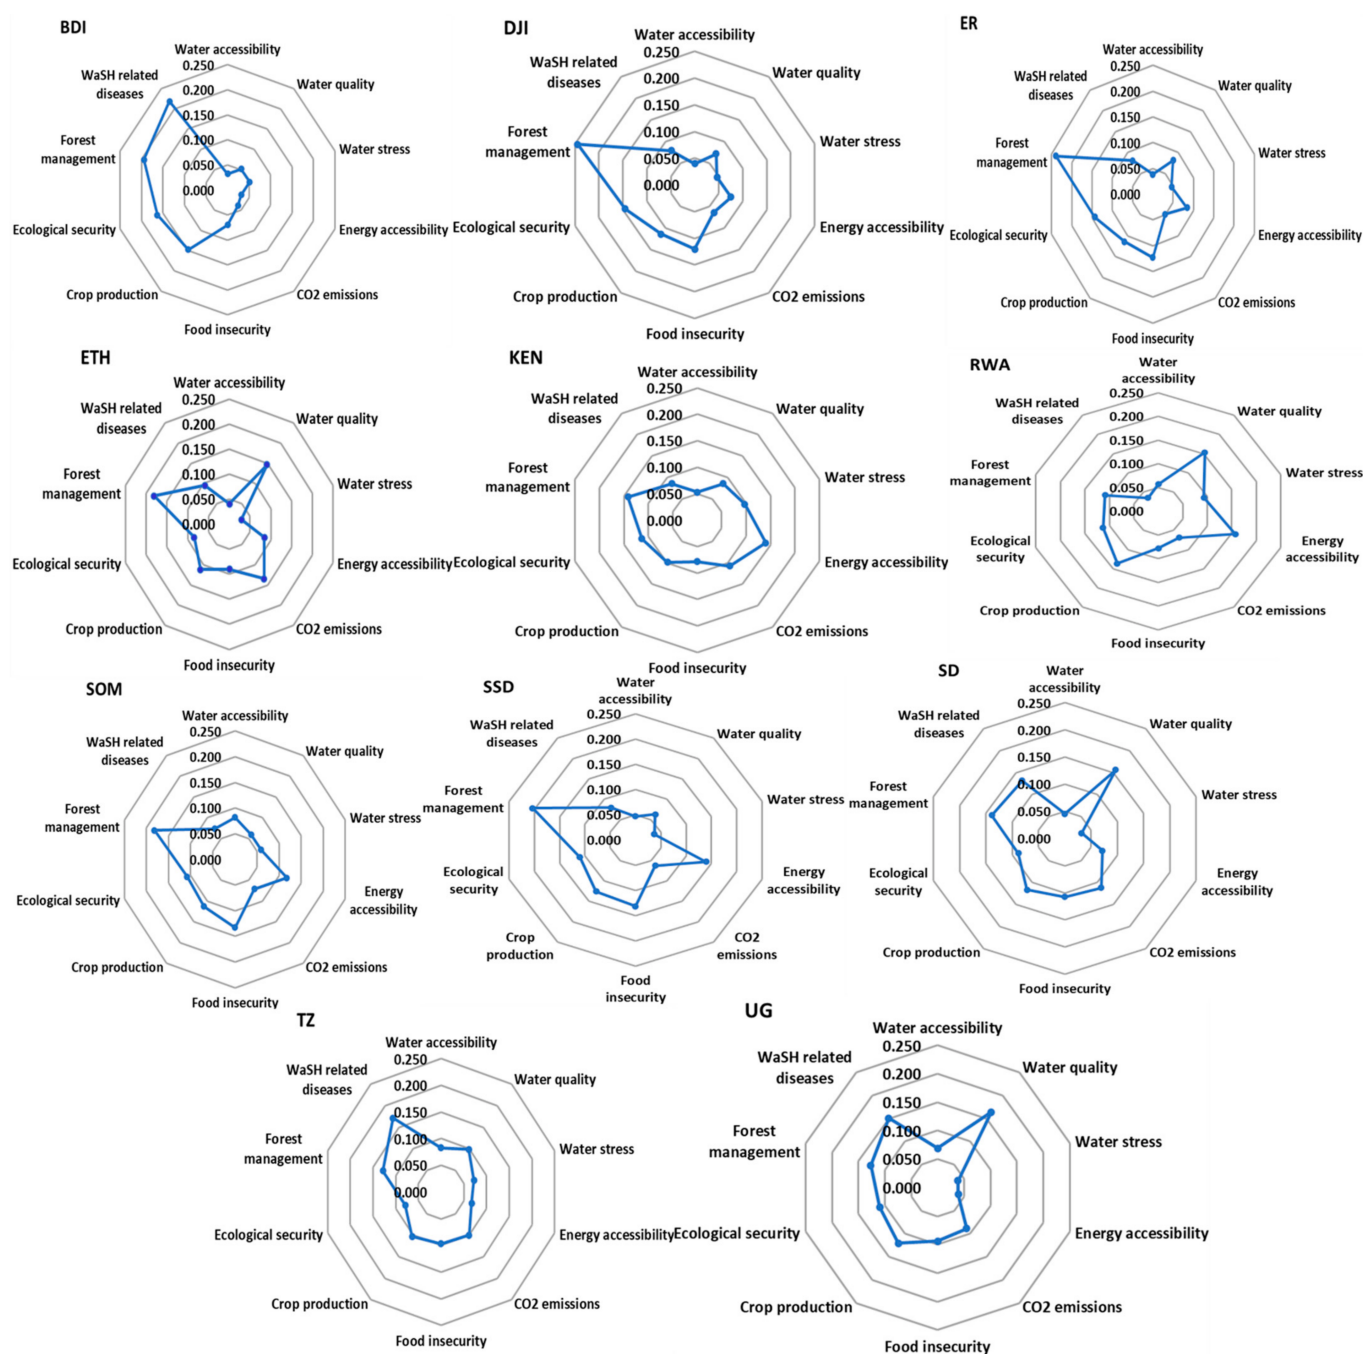 BDI
Water accessibility
0.250
0.200
0.150
0.100
0.050
0.000
Water quality
Water stress
Energy accessibility
CO2 emissions
Food insecurity
Crop production
Ecological security
Forest
management
WaSH related
diseases
DJI
Water accessibility
0.250
0.200
0.150
0.100
0.050
0.000
Water quality
Water stress
Energy accessibility
CO2 emissions
Food insecurity
Crop production
Ecological security
Forest
management
WaSH related
diseases
ER
Water accessibility
0.250
0.200
0.150
0.100
0.050
0.000
Water quality
Water stress
Energy accessibility
CO2 emissions
Food insecurity
Crop production
Ecological security
Forest
management
WaSH related
diseases
ETH
Water accessibility
0.250
0.200
0.150
0.100
0.050
0.000
Water quality
Water stress
Energy accessibility
CO2 emissions
Food insecurity
Crop production
Ecological security
Forest
management
WaSH related
diseases
KEN
Water accessibility
0.250
0.200
0.150
0.100
0.050
0.000
Water quality
Water stress
Energy accessibility
CO2 emissions
Food insecurity
Crop production
Ecological security
Forest
management
WaSH related
diseases
RWA
Water
accessibility
0.250
0.200
0.150
0.100
0.050
0.000
Water quality
Water stress
Energy
accessibility
CO2 emissions
Food insecurity
Crop production
Ecological
security
Forest
management
WaSH related
diseases
SOM
Water accessibility
0.250
0.200
0.150
0.100
0.050
0.000
Water quality
Water stress
Energy
accessibility
CO2 emissions
Food insecurity
Crop production
Ecological security
Forest
management
WaSH related
diseases
SSD
Water
accessibility
0.250
0.200
0.150
0.100
0.050
0.000
Water quality
Water stress
Energy
accessibility
CO2
emissions
Food
insecurity
Crop
production
Ecological
security
Forest
management
WaSH related
diseases
SD
Water
accessibility
0.250
0.200
0.150
0.100
0.050
0.000
Water quality
Water stress
Energy
accessibility
CO2 emissions
Food insecurity
Crop production
Ecological
security
Forest
management
WaSH related
diseases
TZ
Water accessibility
0.250
0.200
0.150
0.100
0.050
0.000
Water quality
Water stress
Energy accessibility
CO2 emissions
Food insecurity
Crop production
Ecological security
Forest
management
WaSH related
diseases
UG
Water accessibility
0.250
0.200
0.150
0.100
0.050
0.000
Water quality
Water stress
Energy accessibility
CO2 emissions
Food insecurity
Crop production
Ecological security
Forest
management
WaSH related
diseases